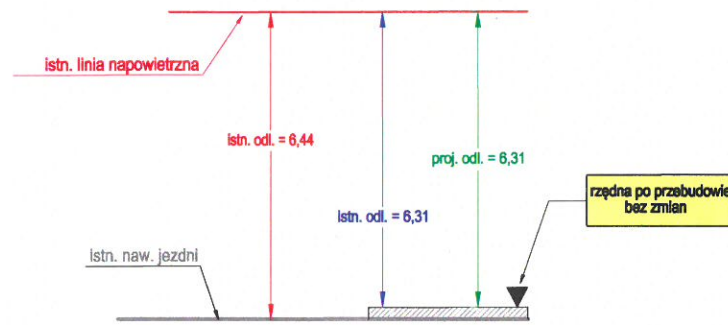 istn. linia napowietrzna
istn. odl. = 6,44
proj. odl. = 6,31
istn. odl. = 6,31
rzędna po przebudowie
bez zmian
istn. naw. jezdni